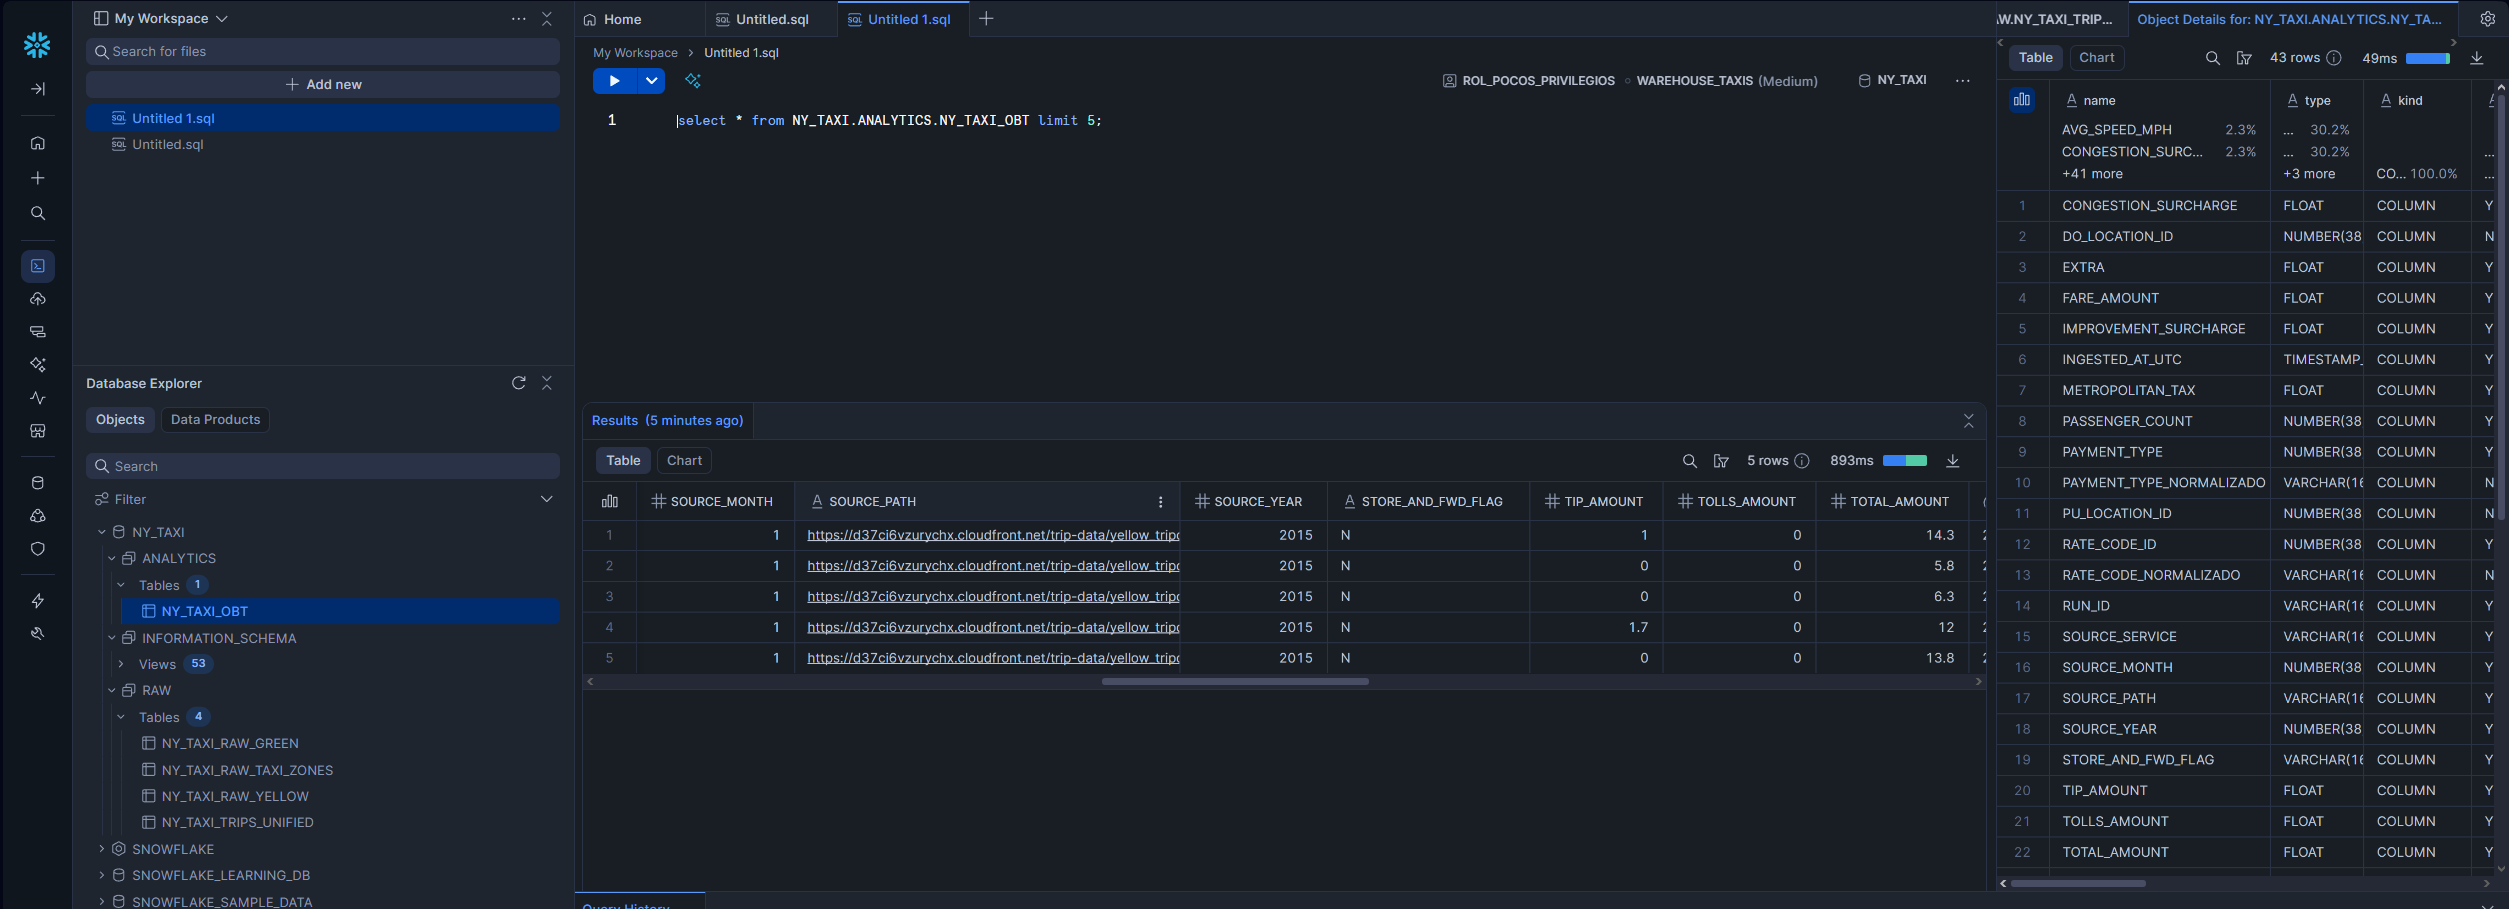 My Workspace
Search for files
Add new
Untitled 1.sql
Untitled.sql
Database Explorer
Objects
Data Products
Search
Filter
NY_TAXI
ANALYTICS
Tables 1
NY_TAXI_OBT
INFORMATION_SCHEMA
Views 53
RAW
Tables 4
NY_TAXI_RAW_GREEN
NY_TAXI_RAW_TAXI_ZONES
NY_TAXI_RAW_YELLOW
NY_TAXI_TRIPS_UNIFIED
SNOWFLAKE
SNOWFLAKE_LEARNING_DB
SNOWFLAKE_SAMPLE_DATA
Home
Untitled.sql
Untitled 1.sql
My Workspace > Untitled 1.sql
ROL_POCOS_PRIVILEGIOS WAREHOUSE_TAXIS (Medium) NY_TAXI
1 select * from NY_TAXI.ANALYTICS.NY_TAXI_OBT limit 5;
Results (5 minutes ago)
Table Chart 5 rows 893ms
SOURCE_MONTH SOURCE_PATH SOURCE_YEAR STORE_AND_FWD_FLAG TIP_AMOUNT TOLLS_AMOUNT TOTAL_AMOUNT
1 1 https://d37ci6vzurychx.cloudfront.net/trip-data/yellow_tripd 2015 N 1 0 14.3
2 1 https://d37ci6vzurychx.cloudfront.net/trip-data/yellow_tripd 2015 N 0 0 5.8
3 1 https://d37ci6vzurychx.cloudfront.net/trip-data/yellow_tripd 2015 N 0 0 6.3
4 1 https://d37ci6vzurychx.cloudfront.net/trip-data/yellow_tripd 2015 N 1.7 0 12
5 1 https://d37ci6vzurychx.cloudfront.net/trip-data/yellow_tripd 2015 N 0 0 13.8
Query History
W.NY_TAXI_TRIP...
Object Details for: NY_TAXI.ANALYTICS.NY_TA...
Table Chart 43 rows 49ms
name type kind
AVG_SPEED_MPH 2.3% ... 30.2%
CONGESTION_SURC... 2.3% ... 30.2% ...
+41 more +3 more CO... 100.0% ...
1 CONGESTION_SURCHARGE FLOAT COLUMN Y
2 DO_LOCATION_ID NUMBER(38 COLUMN N
3 EXTRA FLOAT COLUMN Y
4 FARE_AMOUNT FLOAT COLUMN Y
5 IMPROVEMENT_SURCHARGE FLOAT COLUMN Y
6 INGESTED_AT_UTC TIMESTAMP_ COLUMN Y
7 METROPOLITAN_TAX FLOAT COLUMN Y
8 PASSENGER_COUNT NUMBER(38 COLUMN Y
9 PAYMENT_TYPE NUMBER(38 COLUMN Y
10 PAYMENT_TYPE_NORMALIZADO VARCHAR(16 COLUMN N
11 PU_LOCATION_ID NUMBER(38 COLUMN N
12 RATE_CODE_ID NUMBER(38 COLUMN Y
13 RATE_CODE_NORMALIZADO VARCHAR(16 COLUMN N
14 RUN_ID VARCHAR(16 COLUMN Y
15 SOURCE_SERVICE VARCHAR(16 COLUMN Y
16 SOURCE_MONTH NUMBER(38 COLUMN Y
17 SOURCE_PATH VARCHAR(16 COLUMN Y
18 SOURCE_YEAR NUMBER(38 COLUMN Y
19 STORE_AND_FWD_FLAG VARCHAR(16 COLUMN Y
20 TIP_AMOUNT FLOAT COLUMN Y
21 TOLLS_AMOUNT FLOAT COLUMN Y
22 TOTAL_AMOUNT FLOAT COLUMN Y